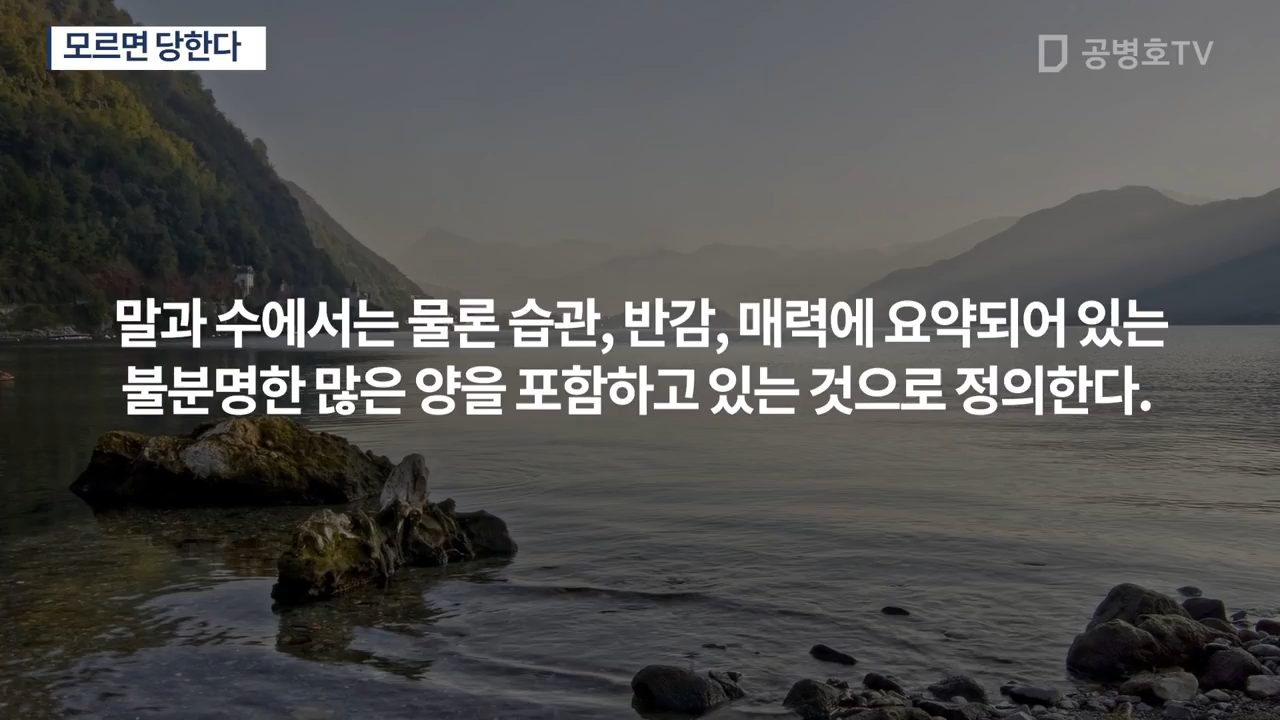 모르면 당한다
공병호TV
말과 수에서는 물론 습관, 반감, 매력에 요약되어 있는
불분명한 많은 양을 포함하고 있는 것으로 정의한다.